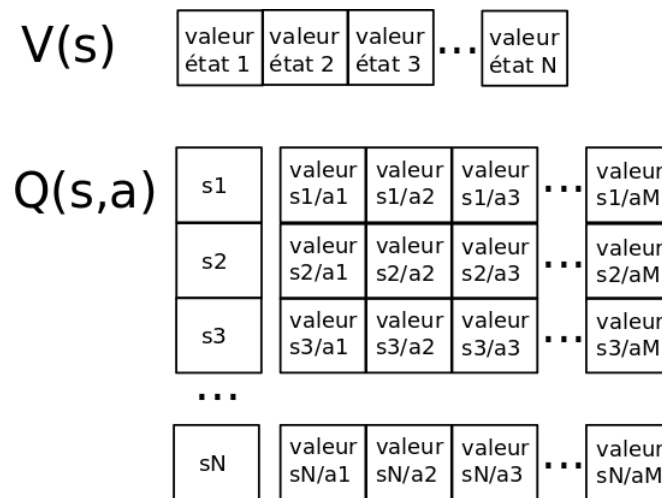 V(s)
valeur valeur valeur ... valeur
état 1 état 2 état 3 état N
Q(s,a)
s1 valeur valeur valeur ... valeur
s1/a1 s1/a2 s1/a3 s1/aM
s2 valeur valeur valeur ... valeur
s2/a1 s2/a2 s2/a3 s2/aM
s3 valeur valeur valeur ... valeur
s3/a1 s3/a2 s3/a3 s3/aM
...
sN valeur valeur valeur ... valeur
sN/a1 sN/a2 sN/a3 sN/aM